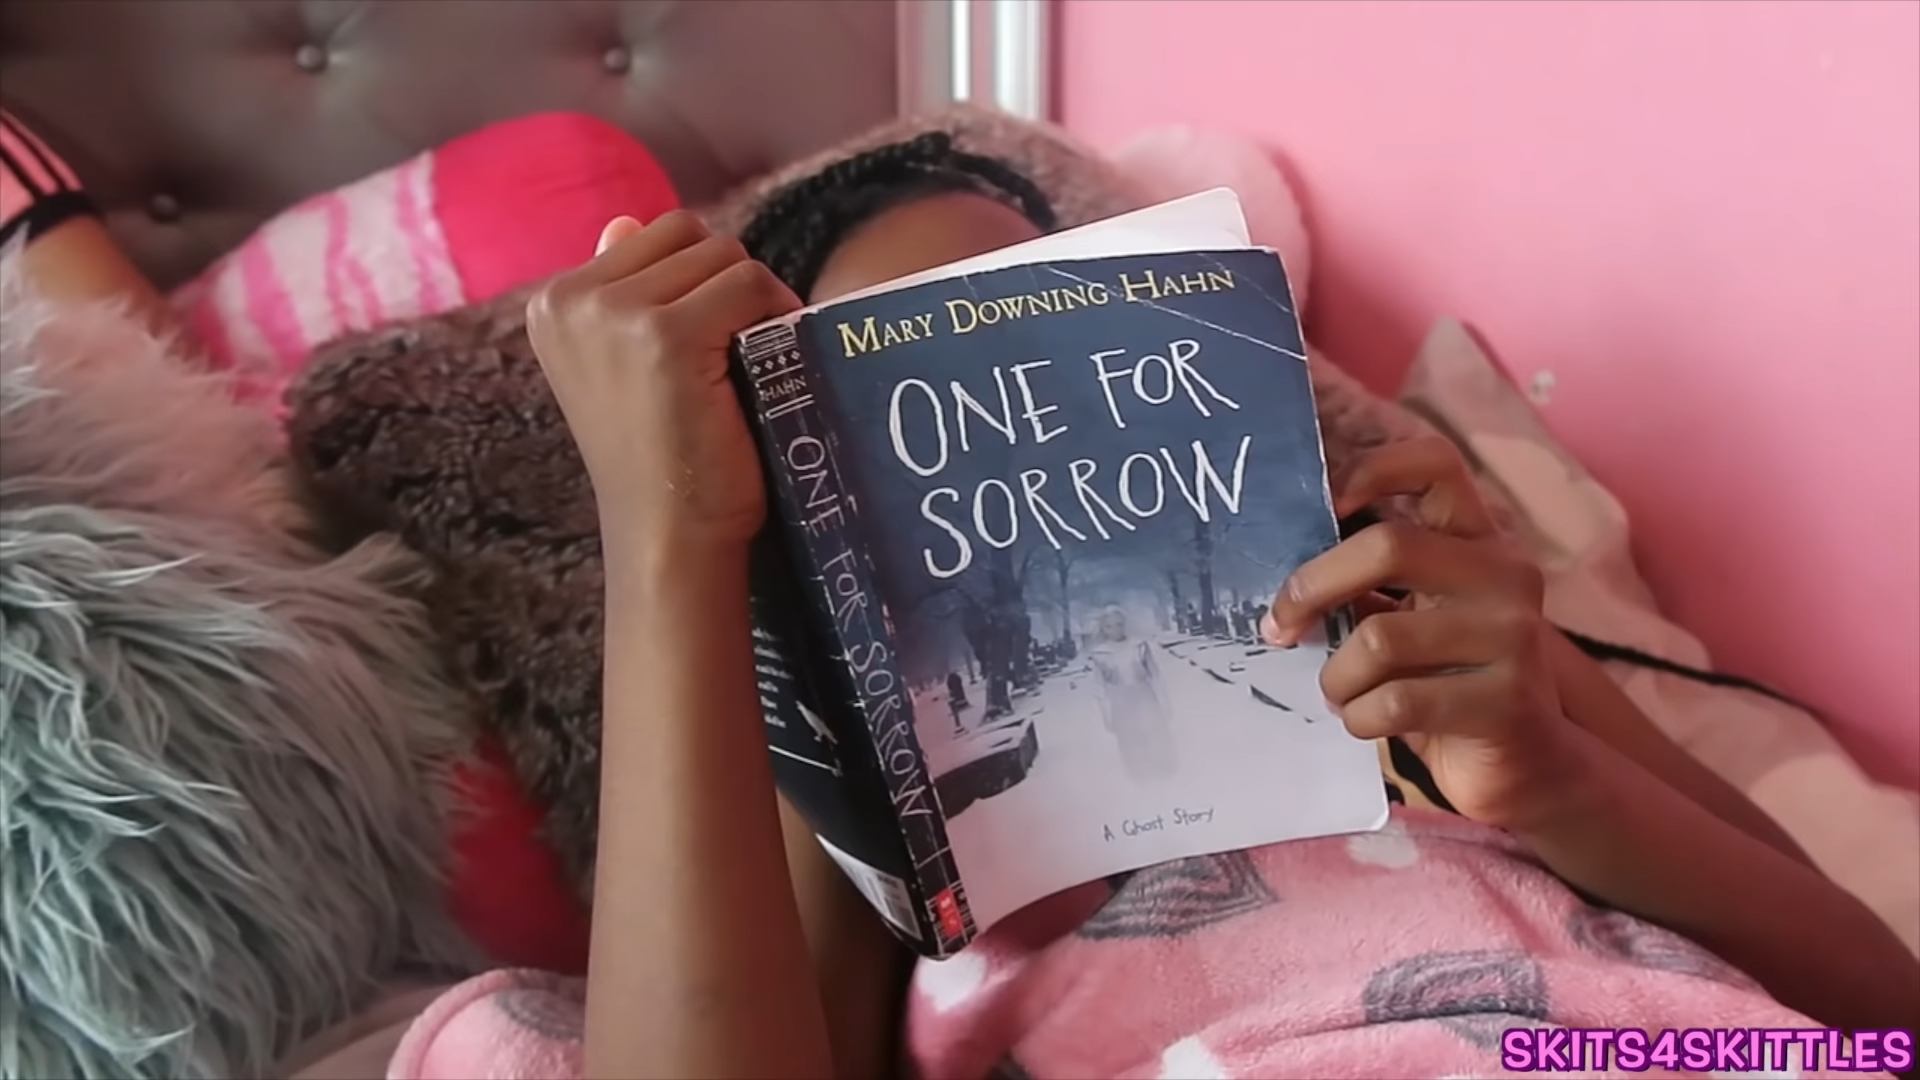 MARY DOWNING HAHN
ONE FOR
SORROW
A Ghost Story
HAHN
ONE FOR SORROW
SKITS4SKITTLES